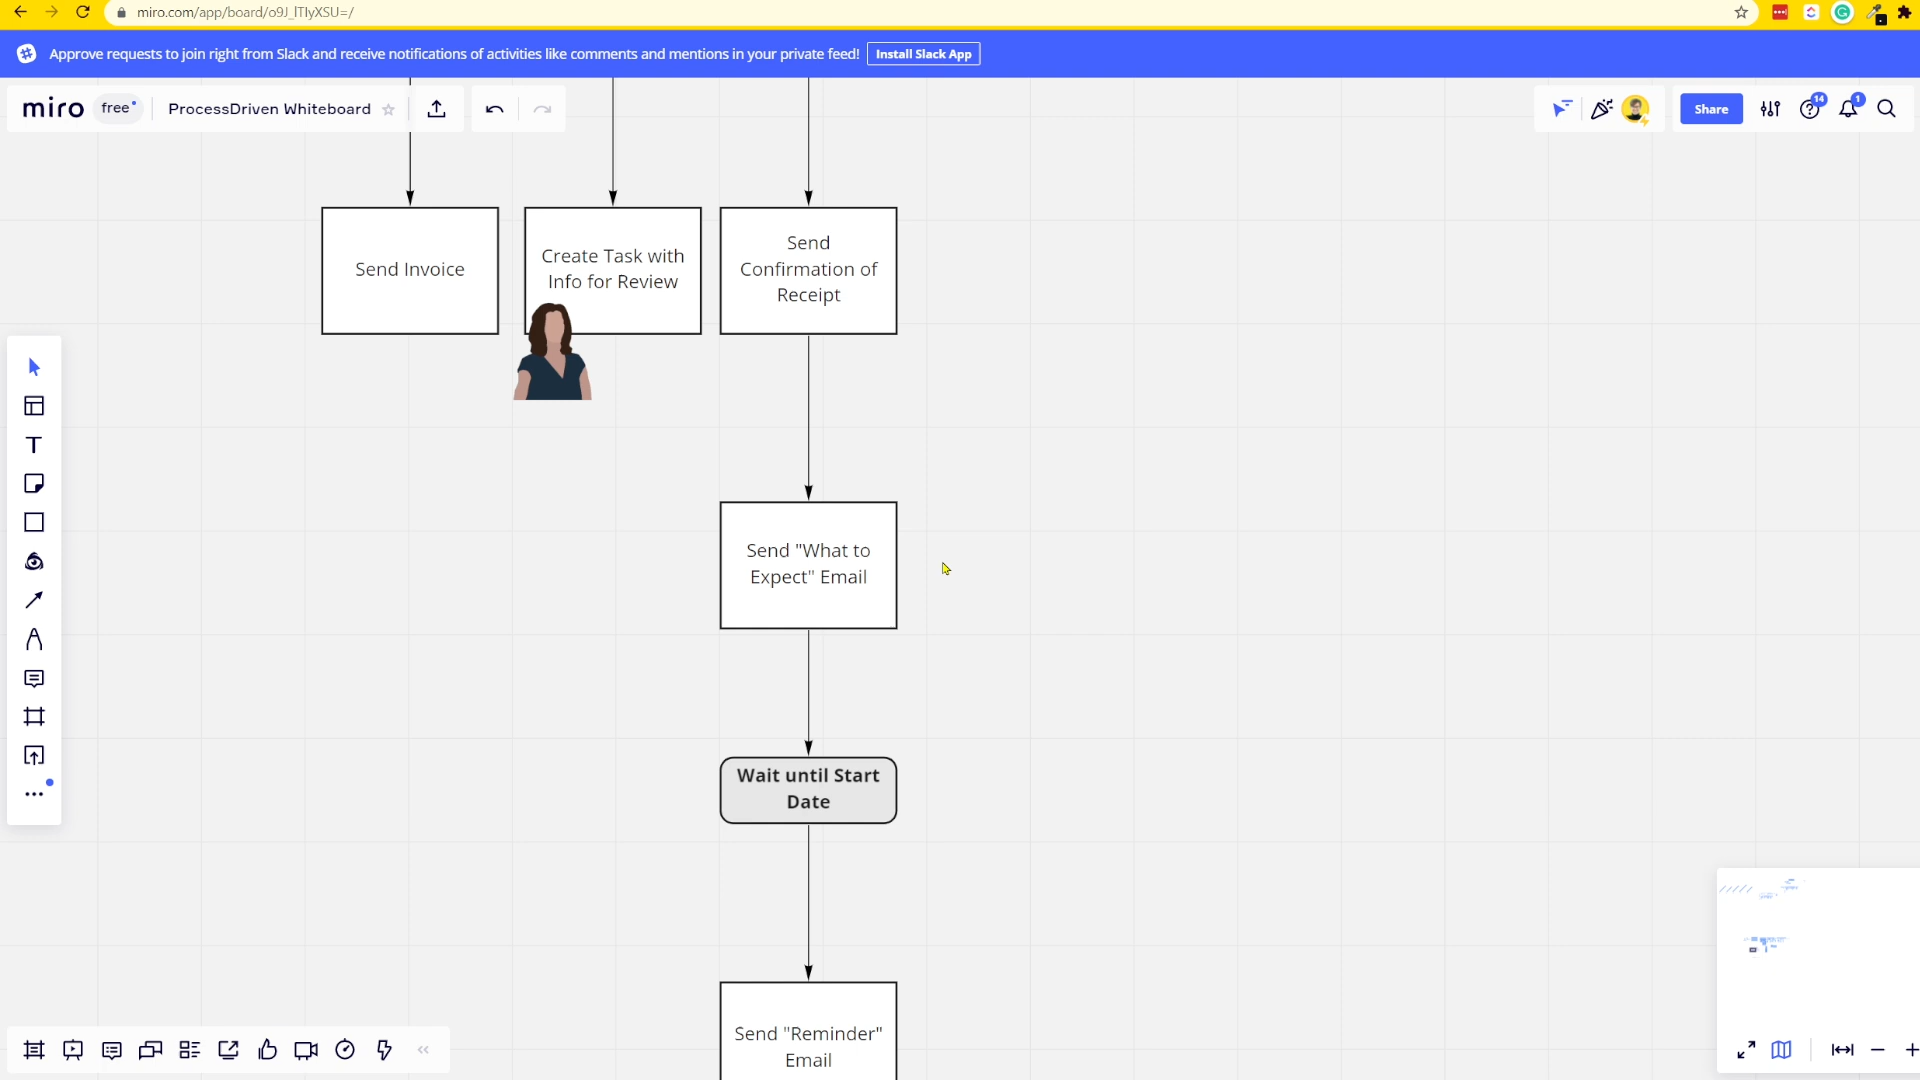 miro.com/app/board/o9J_lTIyXSU=/
Approve requests to join right from Slack and receive notifications of activities like comments and mentions in your private feed!
Install Slack App
miro
free
ProcessDriven Whiteboard
Share
14
1
Send Invoice
Create Task with
Info for Review
Send
Confirmation of
Receipt
Send "What to
Expect" Email
Wait until Start
Date
Send "Reminder"
Email